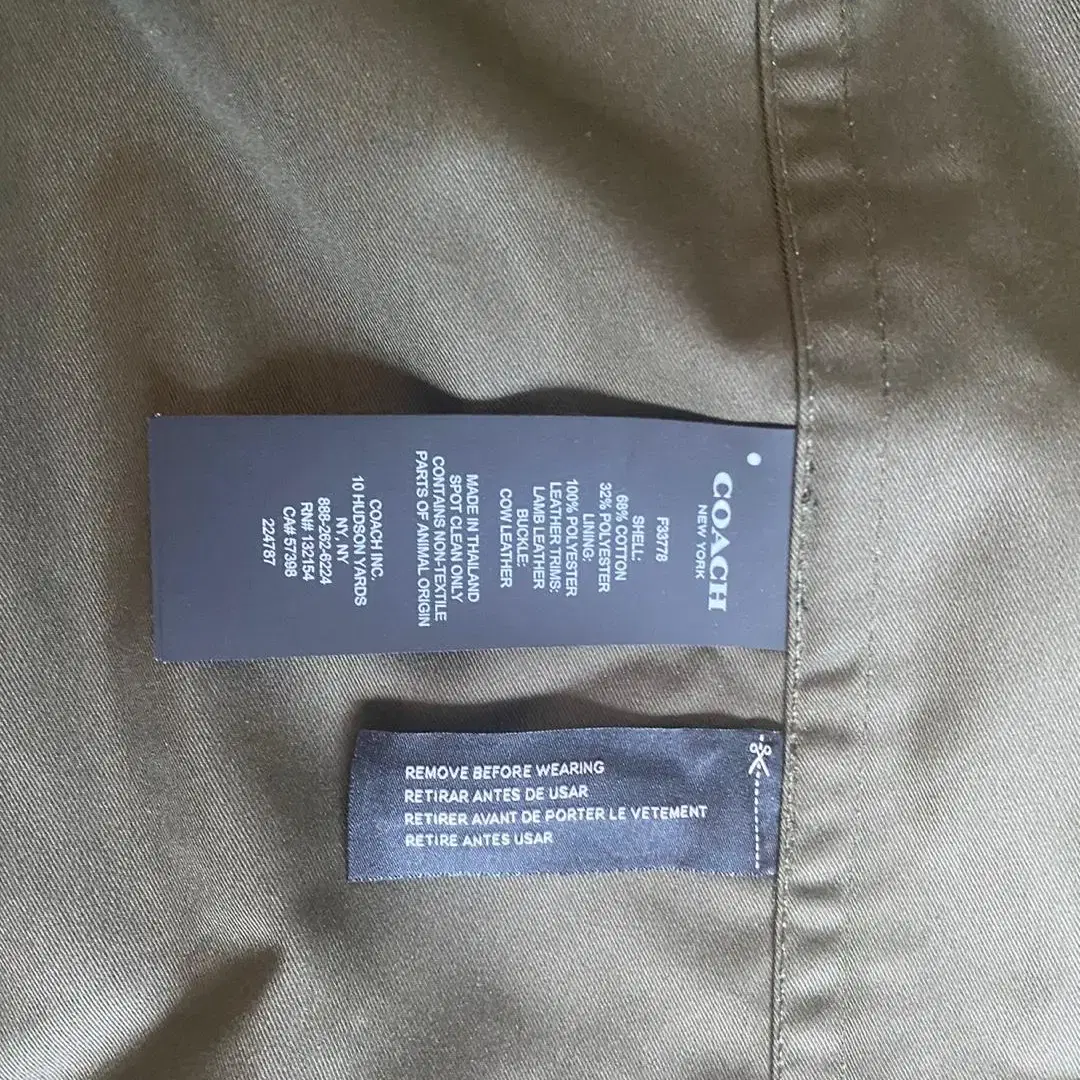 COACH
NEW YORK
F33778
SHELL:
68% COTTON
32% POLYESTER
LINING:
100% POLYESTER
LEATHER TRIMS:
LAMB LEATHER
BUCKLE:
COW LEATHER
MADE IN THAILAND
SPOT CLEAN ONLY
CONTAINS NON-TEXTILE
PARTS OF ANIMAL ORIGIN
COACH INC.
10 HUDSON YARDS
NY, NY
888-262-6224
RN# 132154
CA# 57398
224787
REMOVE BEFORE WEARING
RETIRAR ANTES DE USAR
RETIRER AVANT DE PORTER LE VETEMENT
RETIRE ANTES USAR